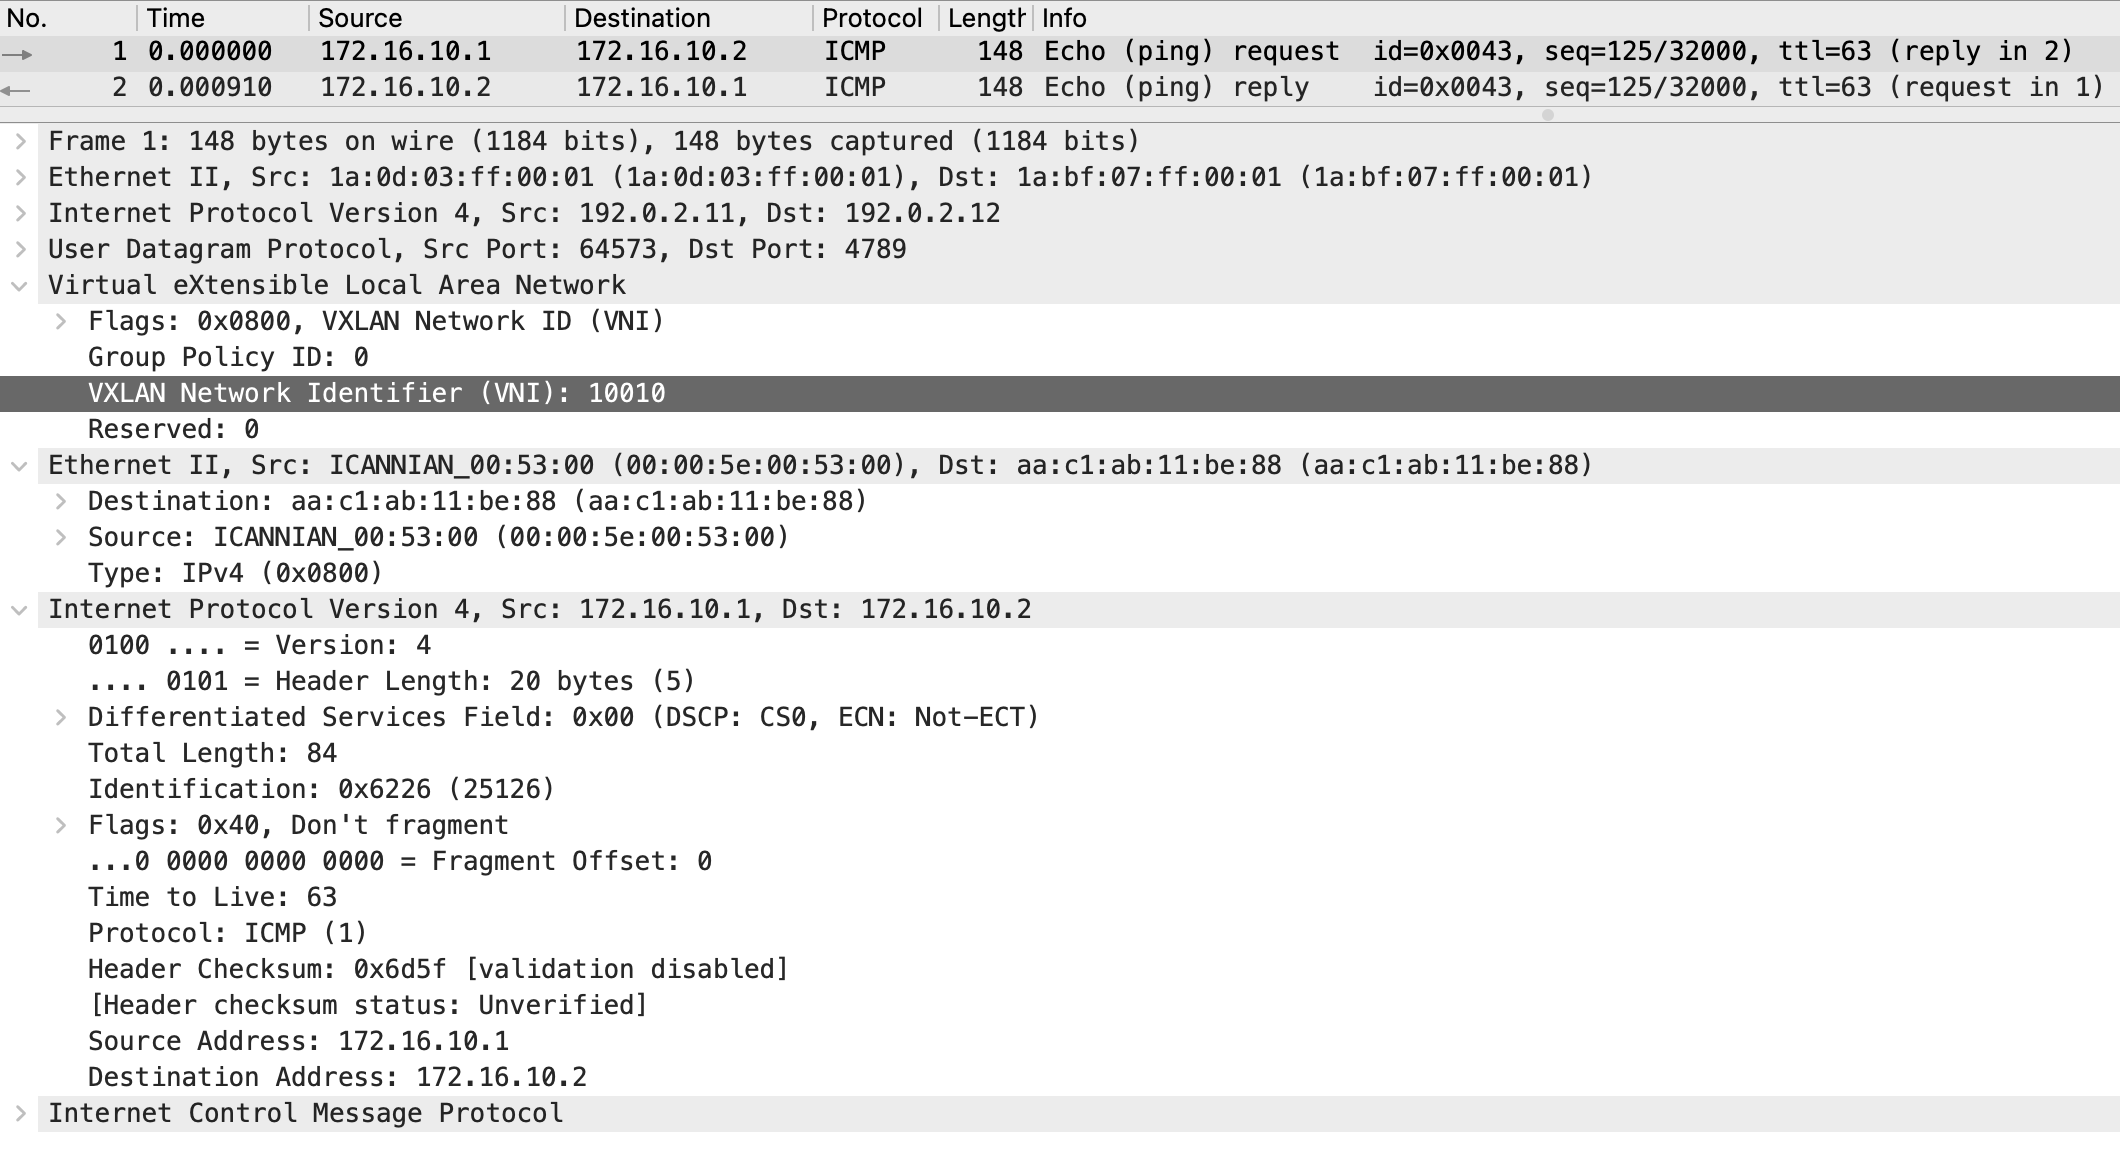 No. Time Source Destination Protocol Length Info
1 0.000000 172.16.10.1 172.16.10.2 ICMP 148 Echo (ping) request id=0x0043, seq=125/32000, ttl=63 (reply in 2)
2 0.000910 172.16.10.2 172.16.10.1 ICMP 148 Echo (ping) reply id=0x0043, seq=125/32000, ttl=63 (request in 1)
Frame 1: 148 bytes on wire (1184 bits), 148 bytes captured (1184 bits)
Ethernet II, Src: 1a:0d:03:ff:00:01 (1a:0d:03:ff:00:01), Dst: 1a:bf:07:ff:00:01 (1a:bf:07:ff:00:01)
Internet Protocol Version 4, Src: 192.0.2.11, Dst: 192.0.2.12
User Datagram Protocol, Src Port: 64573, Dst Port: 4789
Virtual eXtensible Local Area Network
Flags: 0x0800, VXLAN Network ID (VNI)
Group Policy ID: 0
VXLAN Network Identifier (VNI): 10010
Reserved: 0
Ethernet II, Src: ICANNIAN_00:53:00 (00:00:5e:00:53:00), Dst: aa:c1:ab:11:be:88 (aa:c1:ab:11:be:88)
Destination: aa:c1:ab:11:be:88 (aa:c1:ab:11:be:88)
Source: ICANNIAN_00:53:00 (00:00:5e:00:53:00)
Type: IPv4 (0x0800)
Internet Protocol Version 4, Src: 172.16.10.1, Dst: 172.16.10.2
0100 .... = Version: 4
.... 0101 = Header Length: 20 bytes (5)
Differentiated Services Field: 0x00 (DSCP: CS0, ECN: Not-ECT)
Total Length: 84
Identification: 0x6226 (25126)
Flags: 0x40, Don't fragment
...0 0000 0000 0000 = Fragment Offset: 0
Time to Live: 63
Protocol: ICMP (1)
Header Checksum: 0x6d5f [validation disabled]
[Header checksum status: Unverified]
Source Address: 172.16.10.1
Destination Address: 172.16.10.2
Internet Control Message Protocol